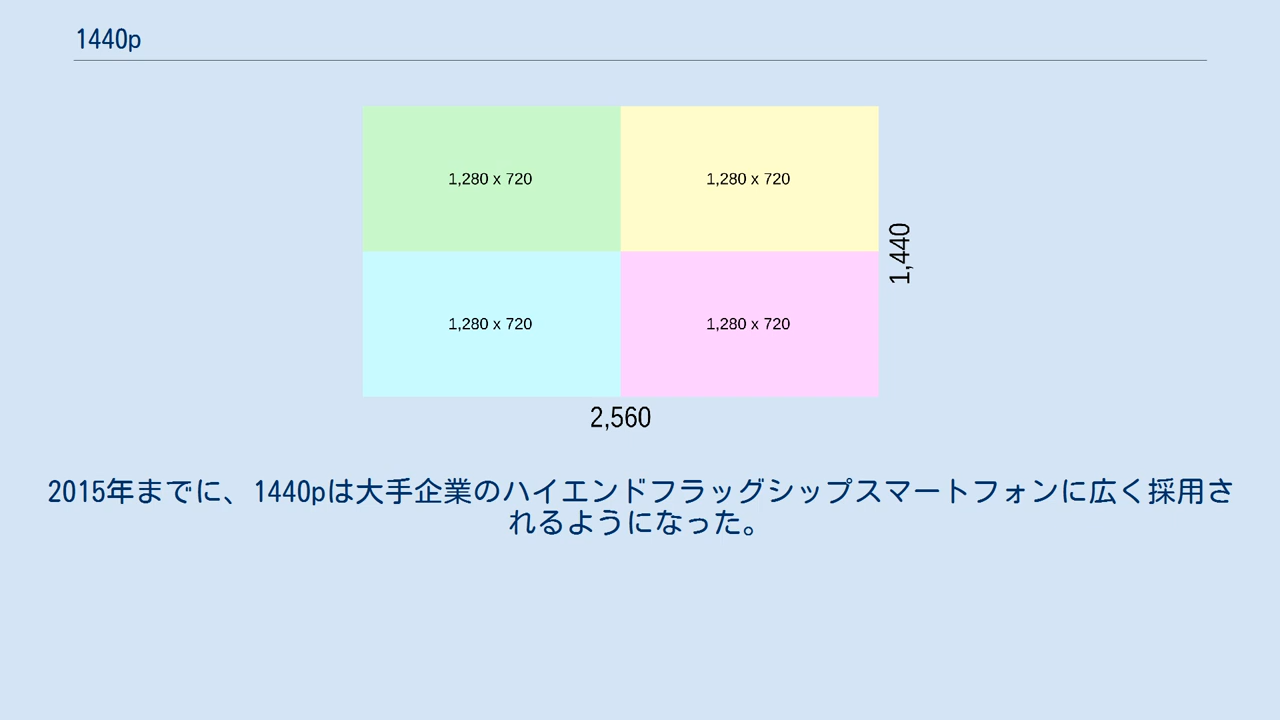 1440p
1,280 x 720
1,280 x 720
1,280 x 720
1,280 x 720
1,440
2,560
2015年までに、1440pは大手企業のハイエンドフラッグシップスマートフォンに広く採用さ
れるようになった。